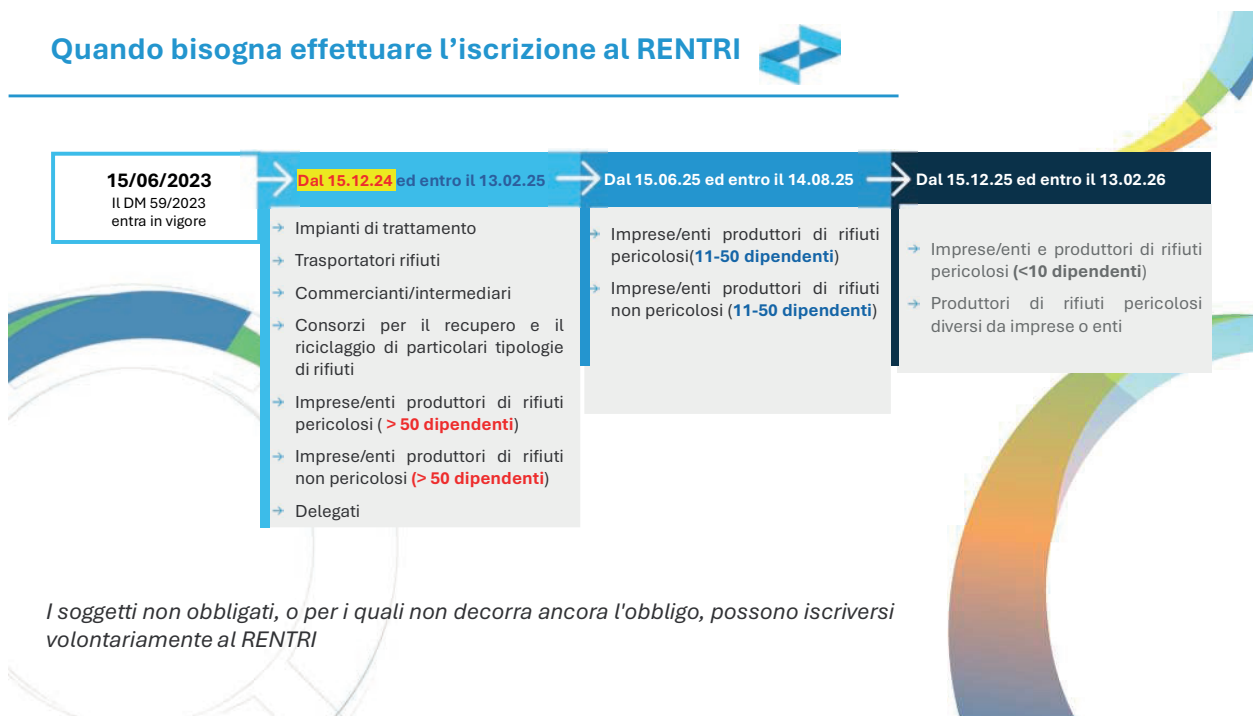 Quando bisogna effettuare l’iscrizione al RENTRI
15/06/2023
Il DM 59/2023
entra in vigore
Dal 15.12.24 ed entro il 13.02.25
Impianti di trattamento
Trasportatori rifiuti
Commercianti/intermediari
Consorzi per il recupero e il
riciclaggio di particolari tipologie
di rifiuti
Imprese/enti produttori di rifiuti
pericolosi ( > 50 dipendenti)
Imprese/enti produttori di rifiuti
non pericolosi (> 50 dipendenti)
Delegati
Dal 15.06.25 ed entro il 14.08.25
Imprese/enti produttori di rifiuti
pericolosi(11-50 dipendenti)
Imprese/enti produttori di rifiuti
non pericolosi (11-50 dipendenti)
Dal 15.12.25 ed entro il 13.02.26
Imprese/enti e produttori di rifiuti
pericolosi (<10 dipendenti)
Produttori di rifiuti pericolosi
diversi da imprese o enti
I soggetti non obbligati, o per i quali non decorra ancora l'obbligo, possono iscriversi
volontariamente al RENTRI